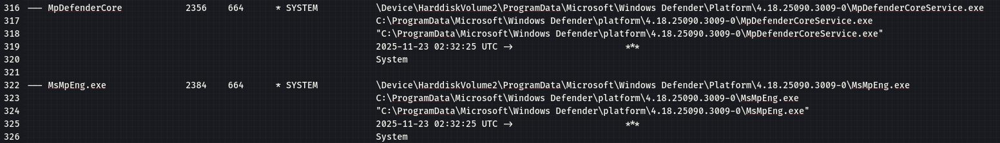 316 —— MpDefenderCore 2356 664 * SYSTEM \Device\HarddiskVolume2\ProgramData\Microsoft\Windows Defender\Platform\4.18.25090.3009-0\MpDefenderCoreService.exe
317 C:\ProgramData\Microsoft\Windows Defender\platform\4.18.25090.3009-0\MpDefenderCoreService.exe
318 "C:\ProgramData\Microsoft\Windows Defender\platform\4.18.25090.3009-0\MpDefenderCoreService.exe"
319 2025-11-23 02:32:25 UTC -> ***
320 System
321
322 —— MsMpEng.exe 2384 664 * SYSTEM \Device\HarddiskVolume2\ProgramData\Microsoft\Windows Defender\Platform\4.18.25090.3009-0\MsMpEng.exe
323 C:\ProgramData\Microsoft\Windows Defender\platform\4.18.25090.3009-0\MsMpEng.exe
324 "C:\ProgramData\Microsoft\Windows Defender\platform\4.18.25090.3009-0\MsMpEng.exe"
325 2025-11-23 02:32:25 UTC -> ***
326 System